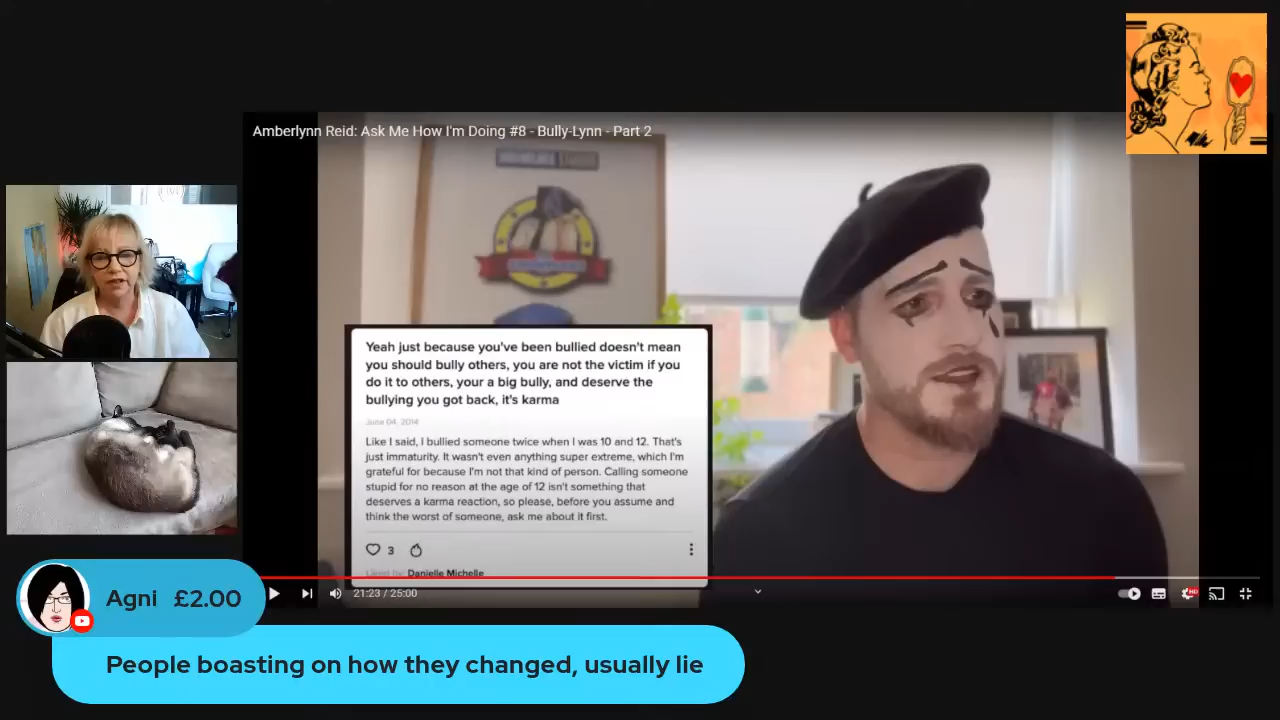 Amberlynn Reid: Ask Me How I'm Doing #8 - Bully-Lynn - Part 2
Yeah just because you've been bullied doesn't mean
you should bully others, you are not the victim if you
do it to others, your a big bully, and deserve the
bullying you got back, it's karma
June 04, 2014
Like I said, I bullied someone twice when I was 10 and 12. That's
just immaturity. It wasn't even anything super extreme, which I'm
grateful for because I'm not that kind of person. Calling someone
stupid for no reason at the age of 12 isn't something that
deserves a karma reaction, so please, before you assume and
think the worst of someone, ask me about it first.
3
Liked by: Danielle Michelle
21:23 / 25:00
HD
Agni £2.00
People boasting on how they changed, usually lie